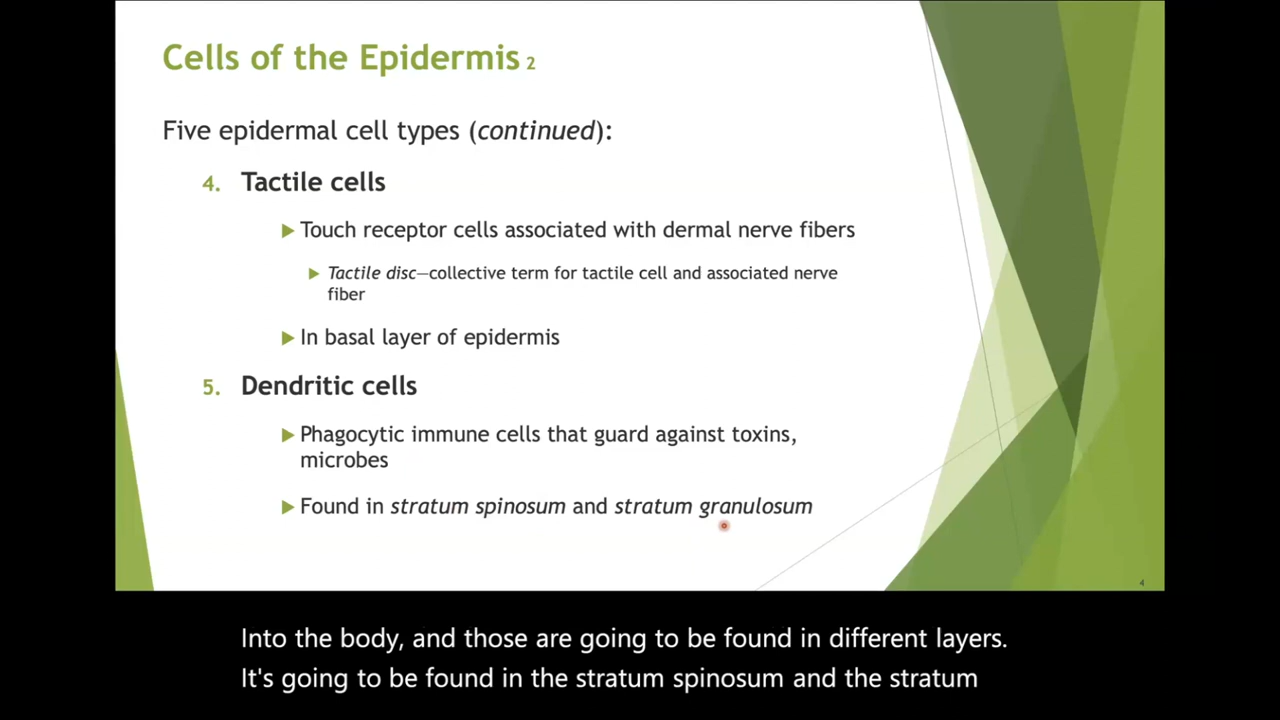 Cells of the Epidermis 2
Five epidermal cell types (continued):
4. Tactile cells
Touch receptor cells associated with dermal nerve fibers
Tactile disc—collective term for tactile cell and associated nerve
fiber
In basal layer of epidermis
5. Dendritic cells
Phagocytic immune cells that guard against toxins,
microbes
Found in stratum spinosum and stratum granulosum
4
Into the body, and those are going to be found in different layers.
It's going to be found in the stratum spinosum and the stratum